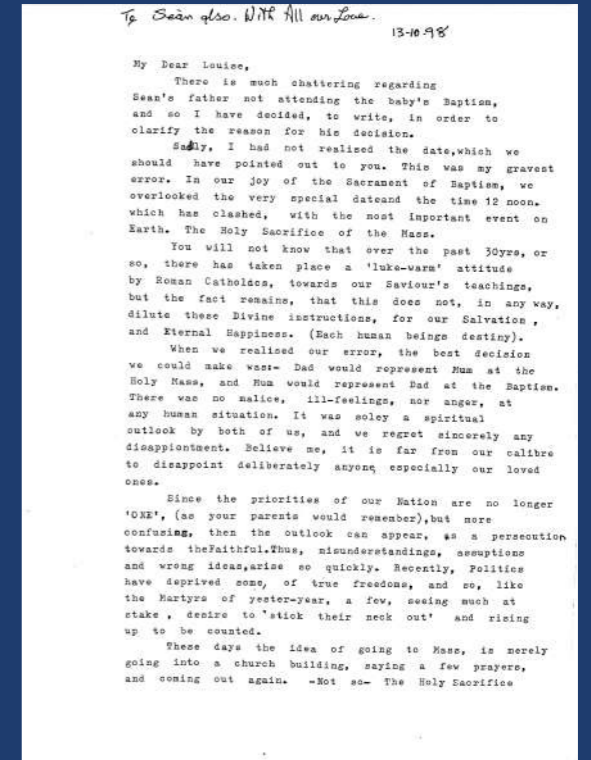 To Seàn also. With All our Love.
13-10-98
My Dear Louise,
There is much chattering regarding
Sean's father not attending the baby's Baptism,
and so I have decided, to write, in order to
clarify the reason for his decision.
Sadly, I had not realised the date,which we
should have pointed out to you. This was my gravest
error. In our joy of the Sacrament of Baptism, we
overlooked the very special dateand the time 12 noon.
which has clashed, with the most important event on
Earth. The Holy Sacrifice of the Mass.
You will not know that over the past 30yrs, or
so, there has taken place a 'luke-warm' attitude
by Roman Catholocs, towards our Saviour's teachings,
but the fact remains, that this does not, in any way,
dilute these Divine instructions, for our Salvation ,
and Eternal Happiness. (Each human beings destiny).
When we realised our error, the best decision
we could make was:- Dad would represent Mum at the
Holy Mass, and Mum would represent Dad at the Baptism.
There was no malice, ill-feelings, nor anger, at
any human situation. It was soley a spiritual
outlook by both of us, and we regret sincerely any
disappiontment. Believe me, it is far from our calibre
to disappoint deliberately anyone, especially our loved
ones.
Since the priorities of our Nation are no longer
'ONE', (as your parents would remember),but more
confusing, then the outlook can appear, as a persecution
towards theFaithful.Thus, misunderstandings, assuptions
and wrong ideas,arise so quickly. Recently, Politics
have deprived some, of true freedoms, and so, like
the Martyrs of yester-year, a few, seeing much at
stake , desire to 'stick their neck out' and rising
up to be counted.
These days the idea of going to Mass, is merely
going into a church building, saying a few prayers,
and coming out again. -Not so- The Holy Sacrifice